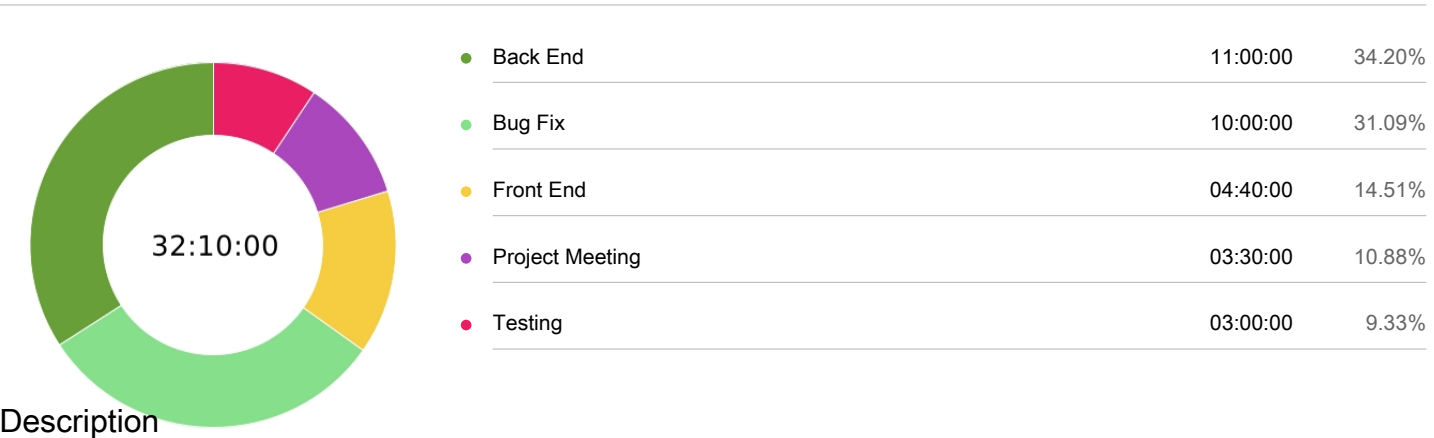 Back End 11:00:00 34.20%
Bug Fix 10:00:00 31.09%
Front End 04:40:00 14.51%
32:10:00
Project Meeting 03:30:00 10.88%
Testing 03:00:00 9.33%
Description